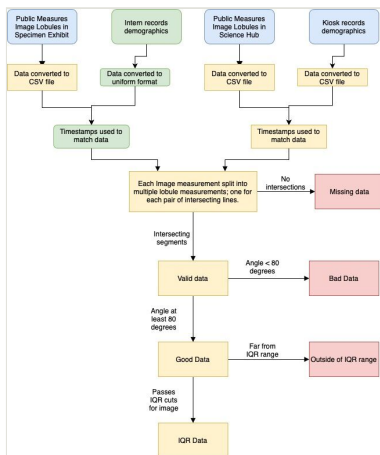 Public Measures
Image Lobules in
Specimen Exhibit
Intern records
demographics
Public Measures
Image Lobules in
Science Hub
Kiosk records
demographics
Data converted to
CSV file
Data converted to
uniform format
Data converted to
CSV file
Data converted to
CSV file
Timestamps used to
match data
Timestamps used to
match data
Each Image measurement split into
multiple lobule measurements; one for
each pair of intersecting lines.
No
intersections
Missing data
Intersecting
segments
Valid data
Angle < 80
degrees
Bad Data
Angle at
least 80
degrees
Good Data
Far from
IQR range
Outside of IQR range
Passes
IQR cuts
for image
IQR Data